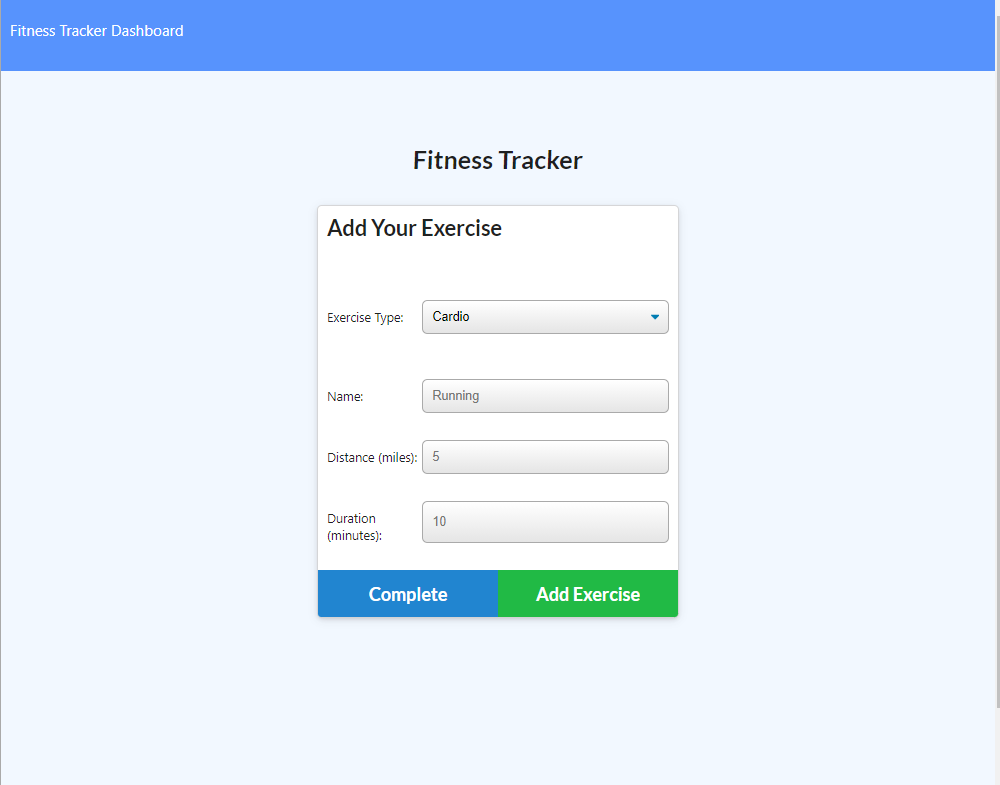 Fitness Tracker Dashboard
Fitness Tracker
Add Your Exercise
Exercise Type: Cardio
Name: Running
Distance (miles): 5
Duration
(minutes): 10
Complete Add Exercise